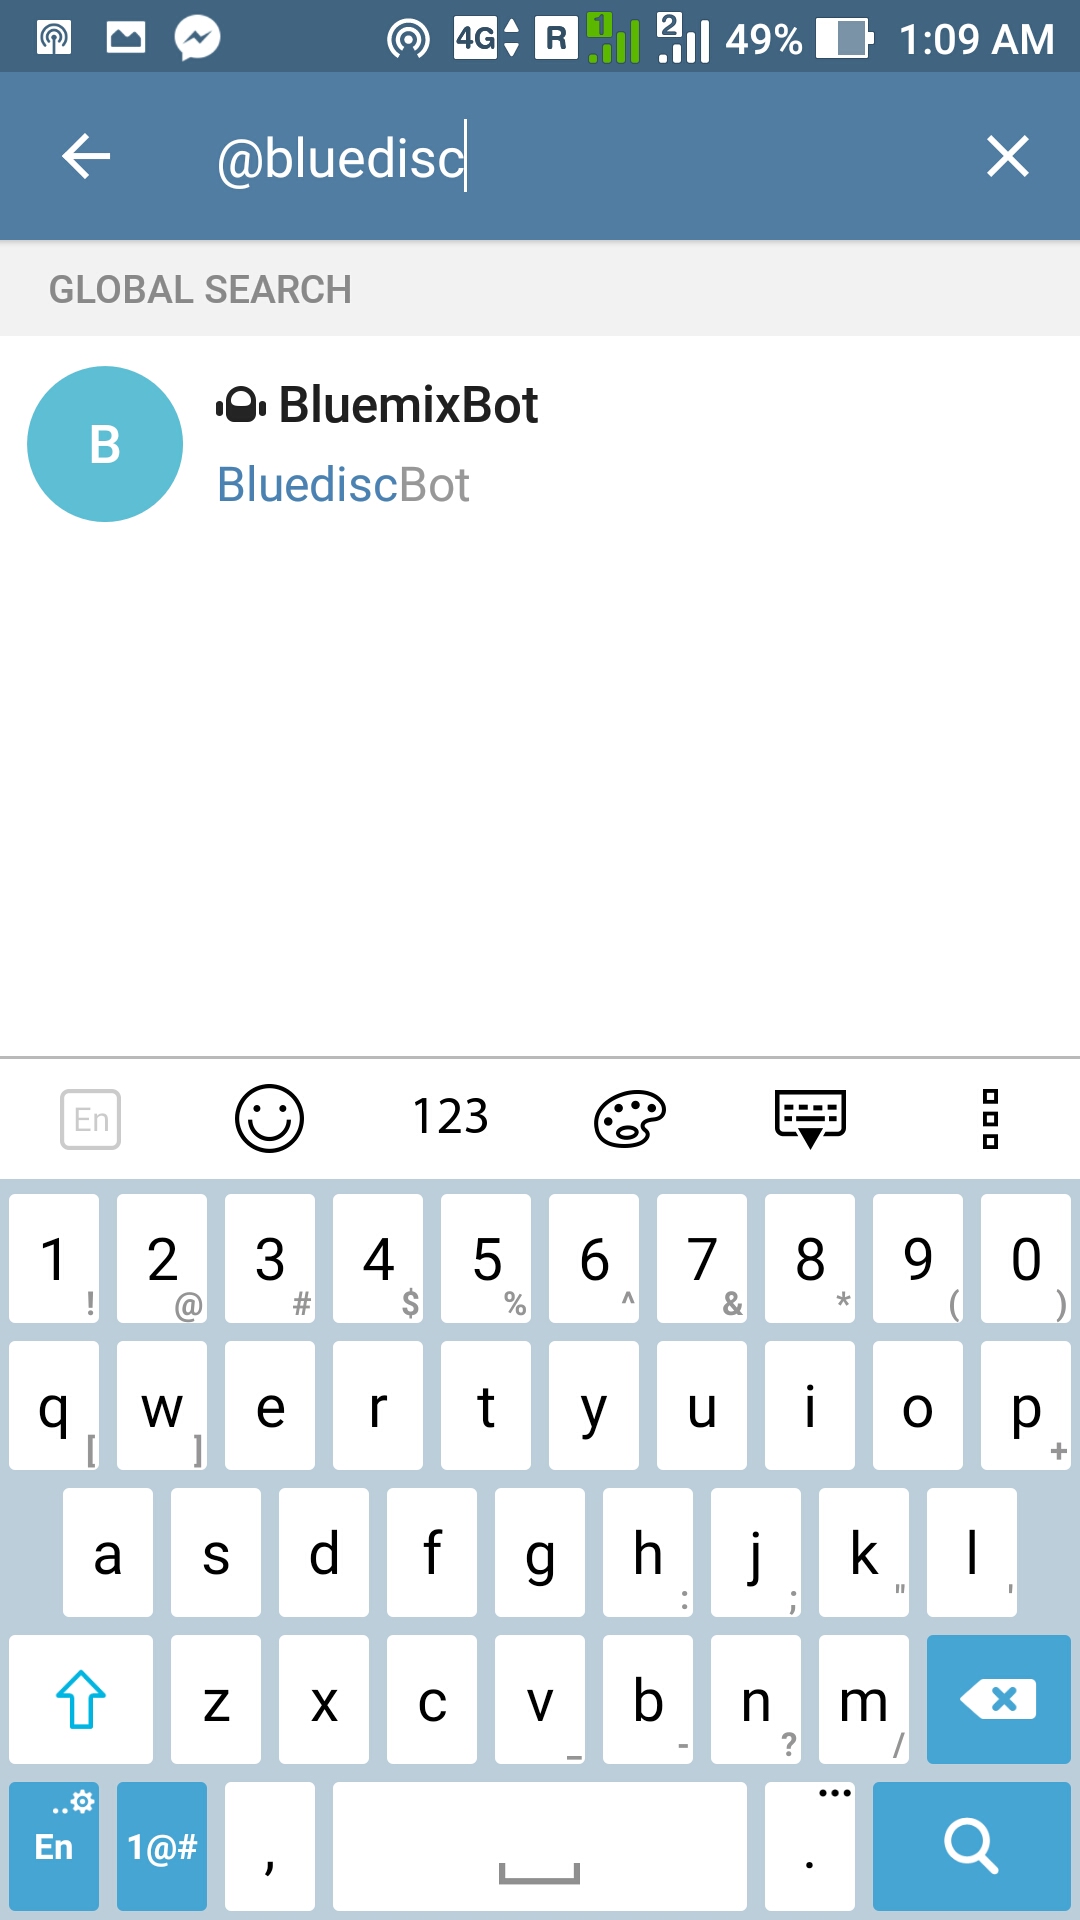 4G R 1 2 49% 1:09 AM
@bluedisc
GLOBAL SEARCH
B
BluemixBot
BluediscBot
En 123
1 ! 2 @ 3 # 4 $ 5 % 6 ^ 7 & 8 * 9 ( 0 )
q [ w ] e r t y u i o p +
a s d f g h : j ; k " l '
z x c v _ b - n ? m /
En 1@# , .